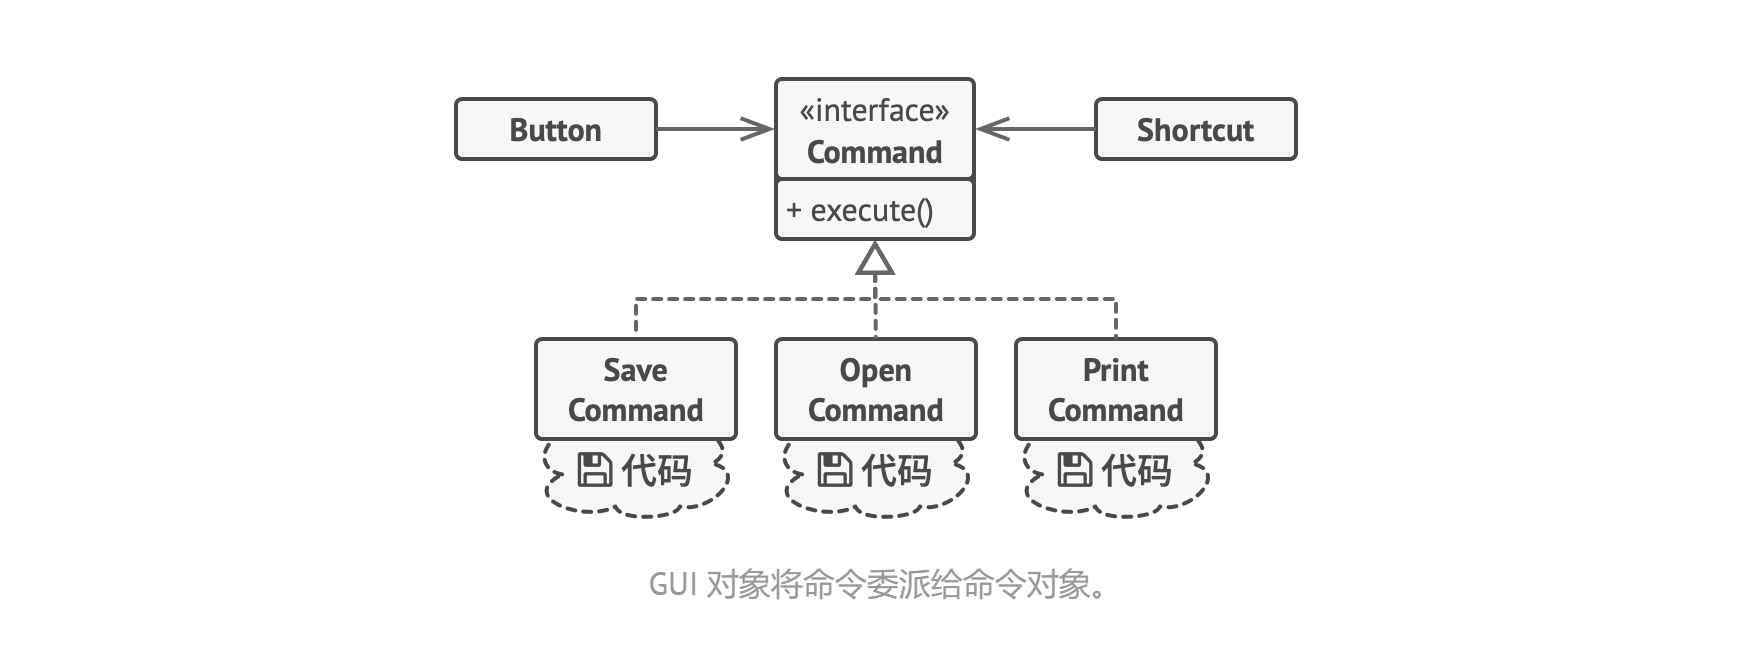 Button
«interface»
Command
+ execute()
Shortcut
Save
Command
Open
Command
Print
Command
代码
代码
代码
GUI 对象将命令委派给命令对象。